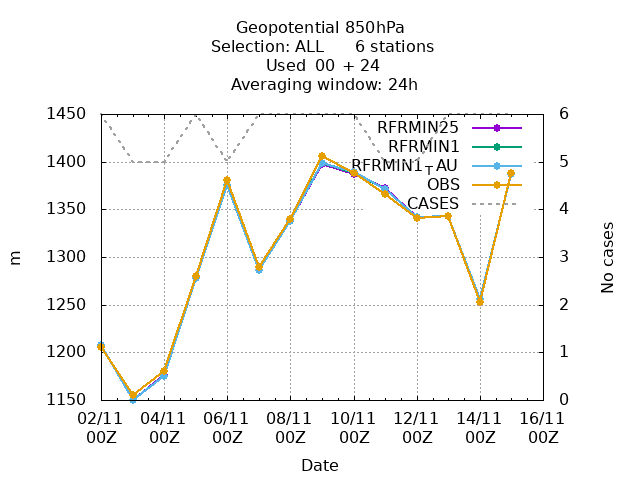 Geopotential 850hPa
Selection: ALL 6 stations
Used 00 + 24
Averaging window: 24h
1450 6
RFRMIN25
RFRMIN1
1400 5
RFRMIN1_TAU
OBS
CASES
1350 4
1300 3
m
No cases
1250 2
1200 1
1150 0
02/11 04/11 06/11 08/11 10/11 12/11 14/11 16/11
00Z 00Z 00Z 00Z 00Z 00Z 00Z 00Z
Date